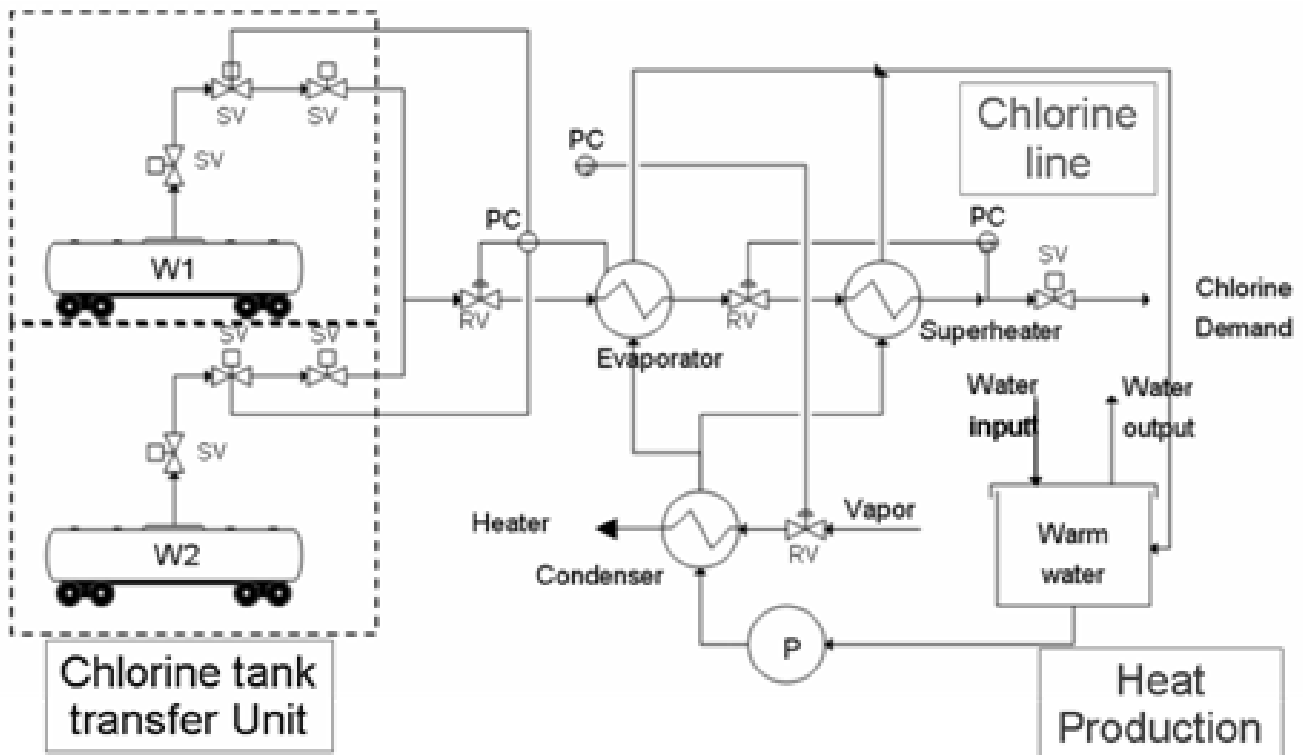 SV
SV
SV
W1
PC
PC
PC
Chlorine
line
SV
RV
RV
Evaporator
Superheater
Chlorine
Demand
SV
SV
SV
W2
Water
input!
Water
output
Heater
Condenser
Vapor
RV
Warm
water
P
Chlorine tank
transfer Unit
Heat
Production